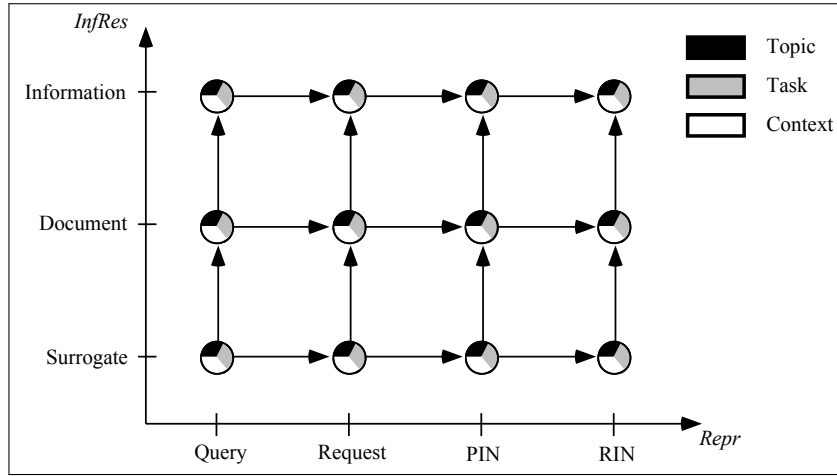 InfRes
Topic
Information
Task
Context
Document
Surrogate
Query
Request
PIN
RIN
Repr